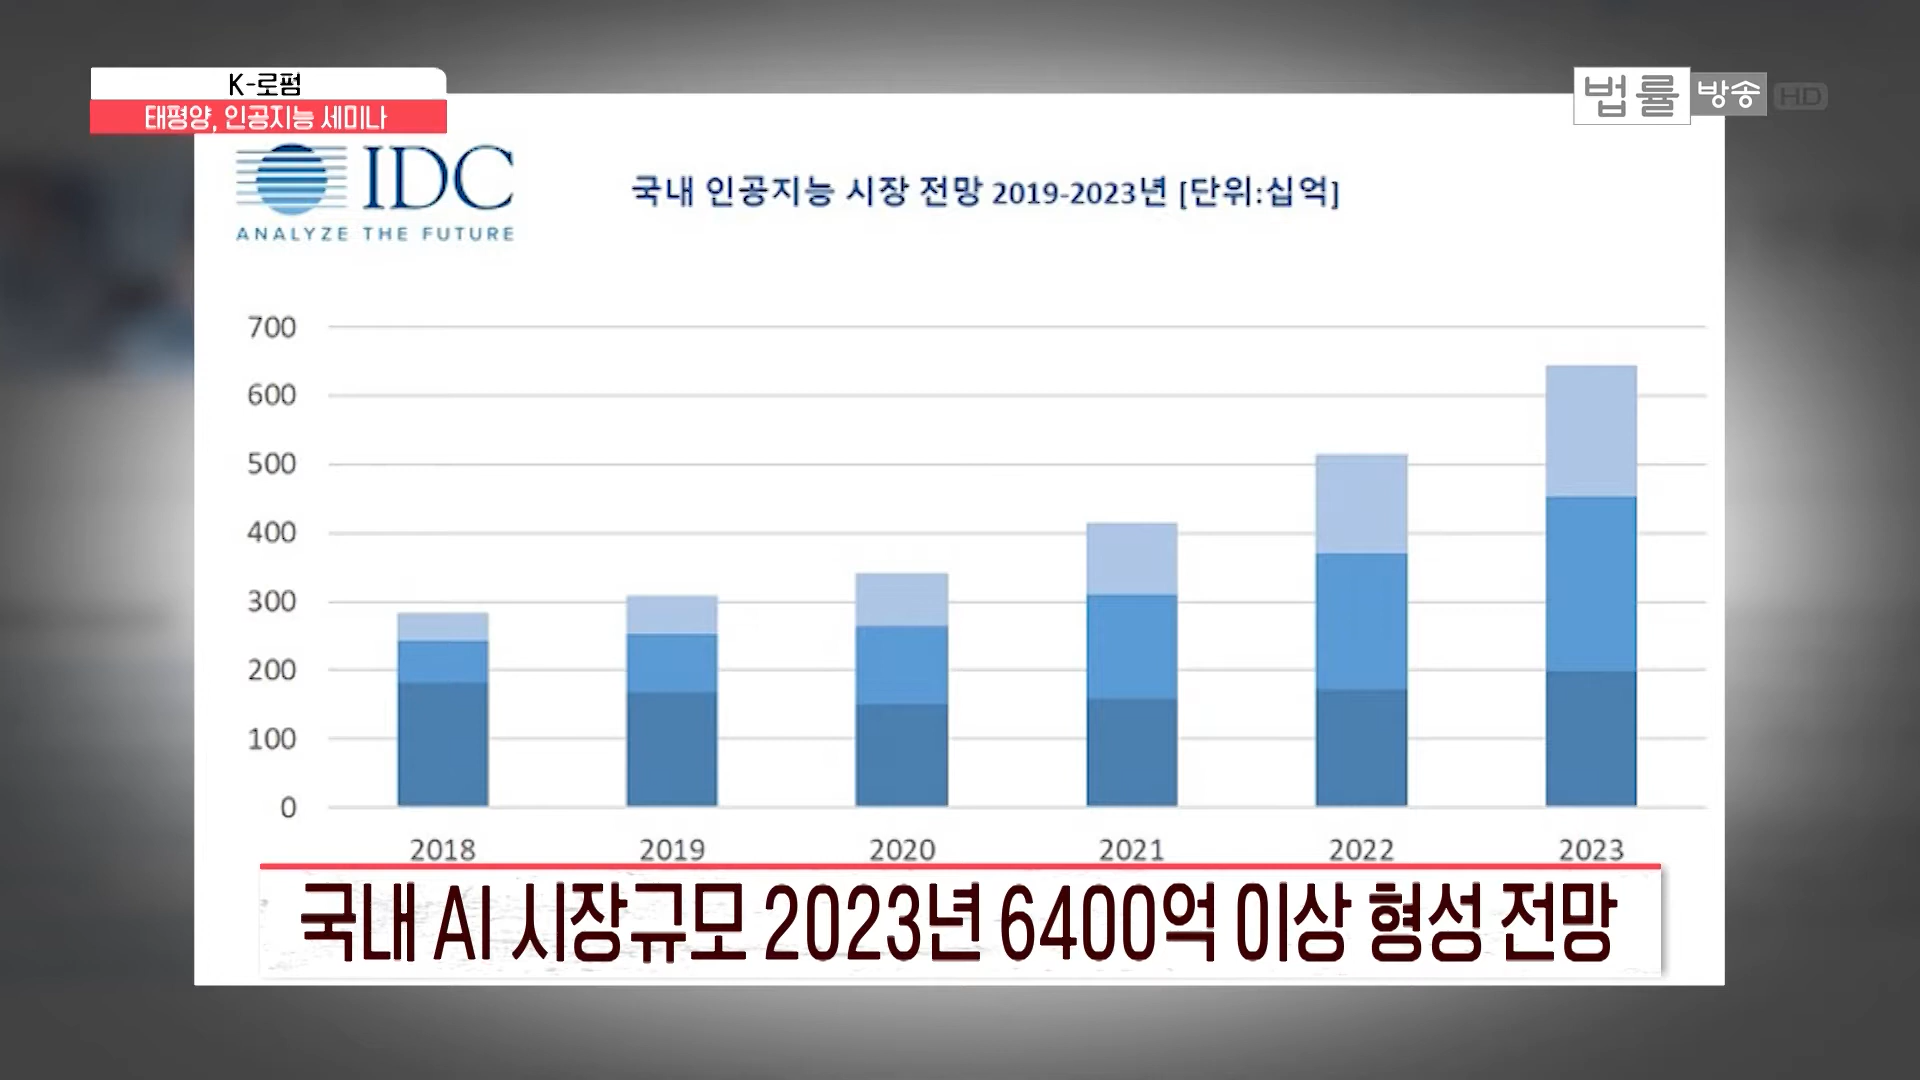 K-로펌
태평양, 인공지능 세미나
법률방송 HD
IDC
ANALYZE THE FUTURE
국내 인공지능 시장 전망 2019-2023년 [단위:십억]
700
600
500
400
300
200
100
0
2018 2019 2020 2021 2022 2023
국내 AI 시장규모 2023년 6400억 이상 형성 전망